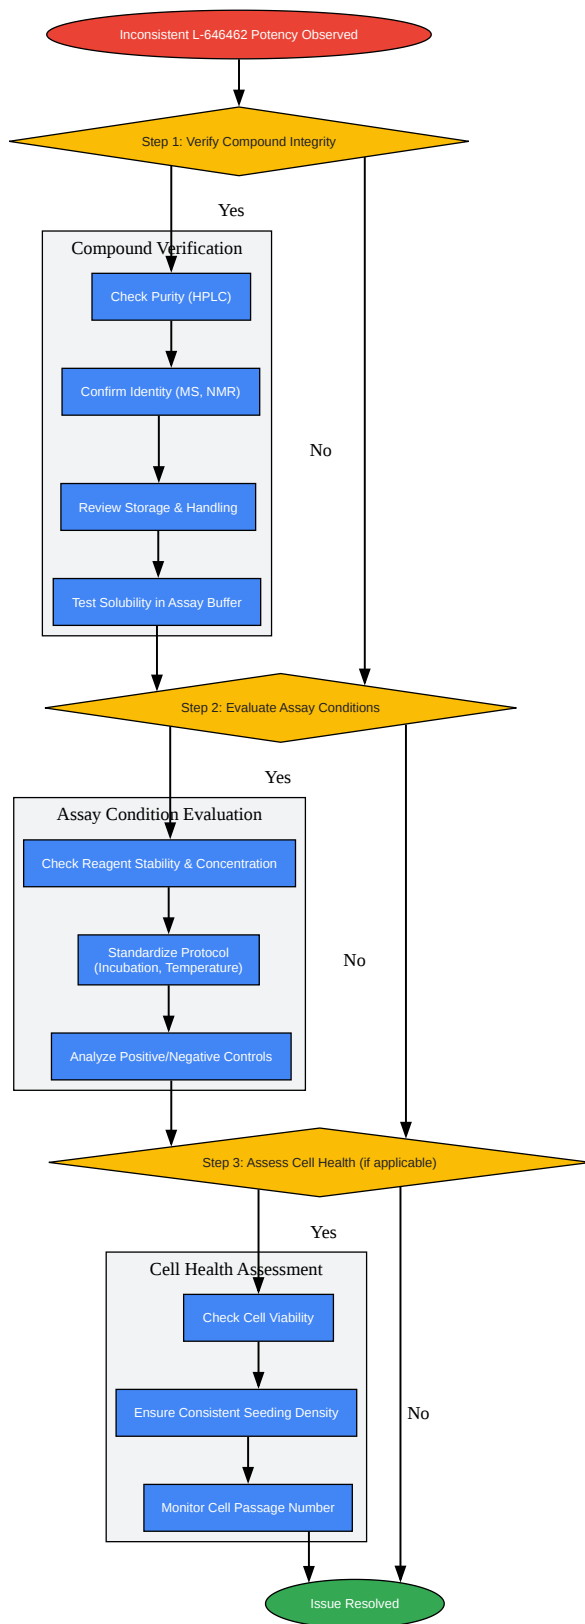 Inconsistent L-646462 Potency Observed
Step 1: Verify Compound Integrity
Yes
Compound Verification
Check Purity (HPLC)
Confirm Identity (MS, NMR)
No
Review Storage & Handling
Test Solubility in Assay Buffer
Step 2: Evaluate Assay Conditions
Yes
Assay Condition Evaluation
Check Reagent Stability & Concentration
Standardize Protocol
(Incubation, Temperature)
No
Analyze Positive/Negative Controls
Step 3: Assess Cell Health (if applicable)
Yes
Cell Health Assessment
Check Cell Viability
Ensure Consistent Seeding Density
No
Monitor Cell Passage Number
Issue Resolved